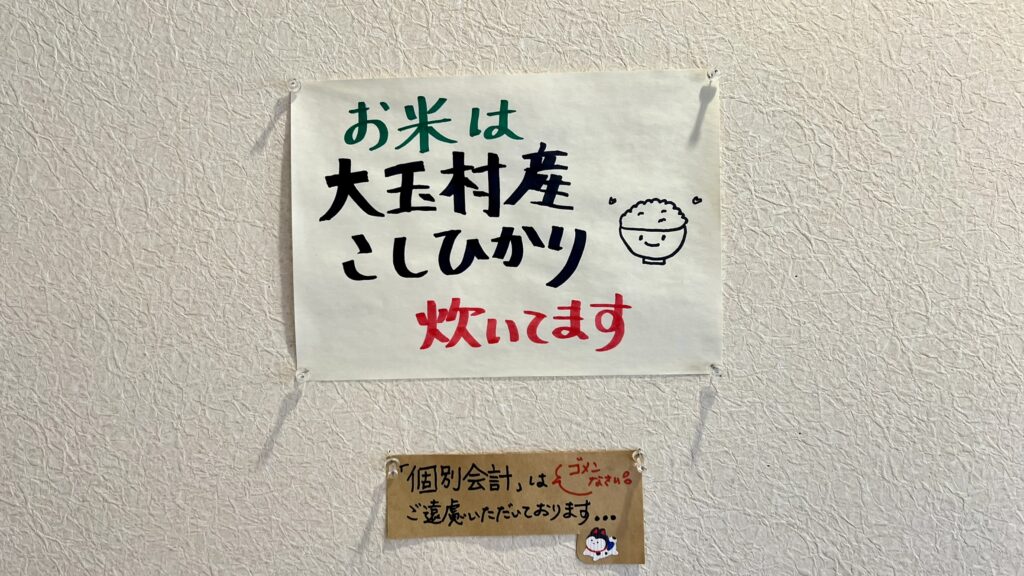 お米は
大玉村産
こしひかり
炊いてます
「個別会計」は
ゴメン
なさい。。
ご遠慮いただいております...